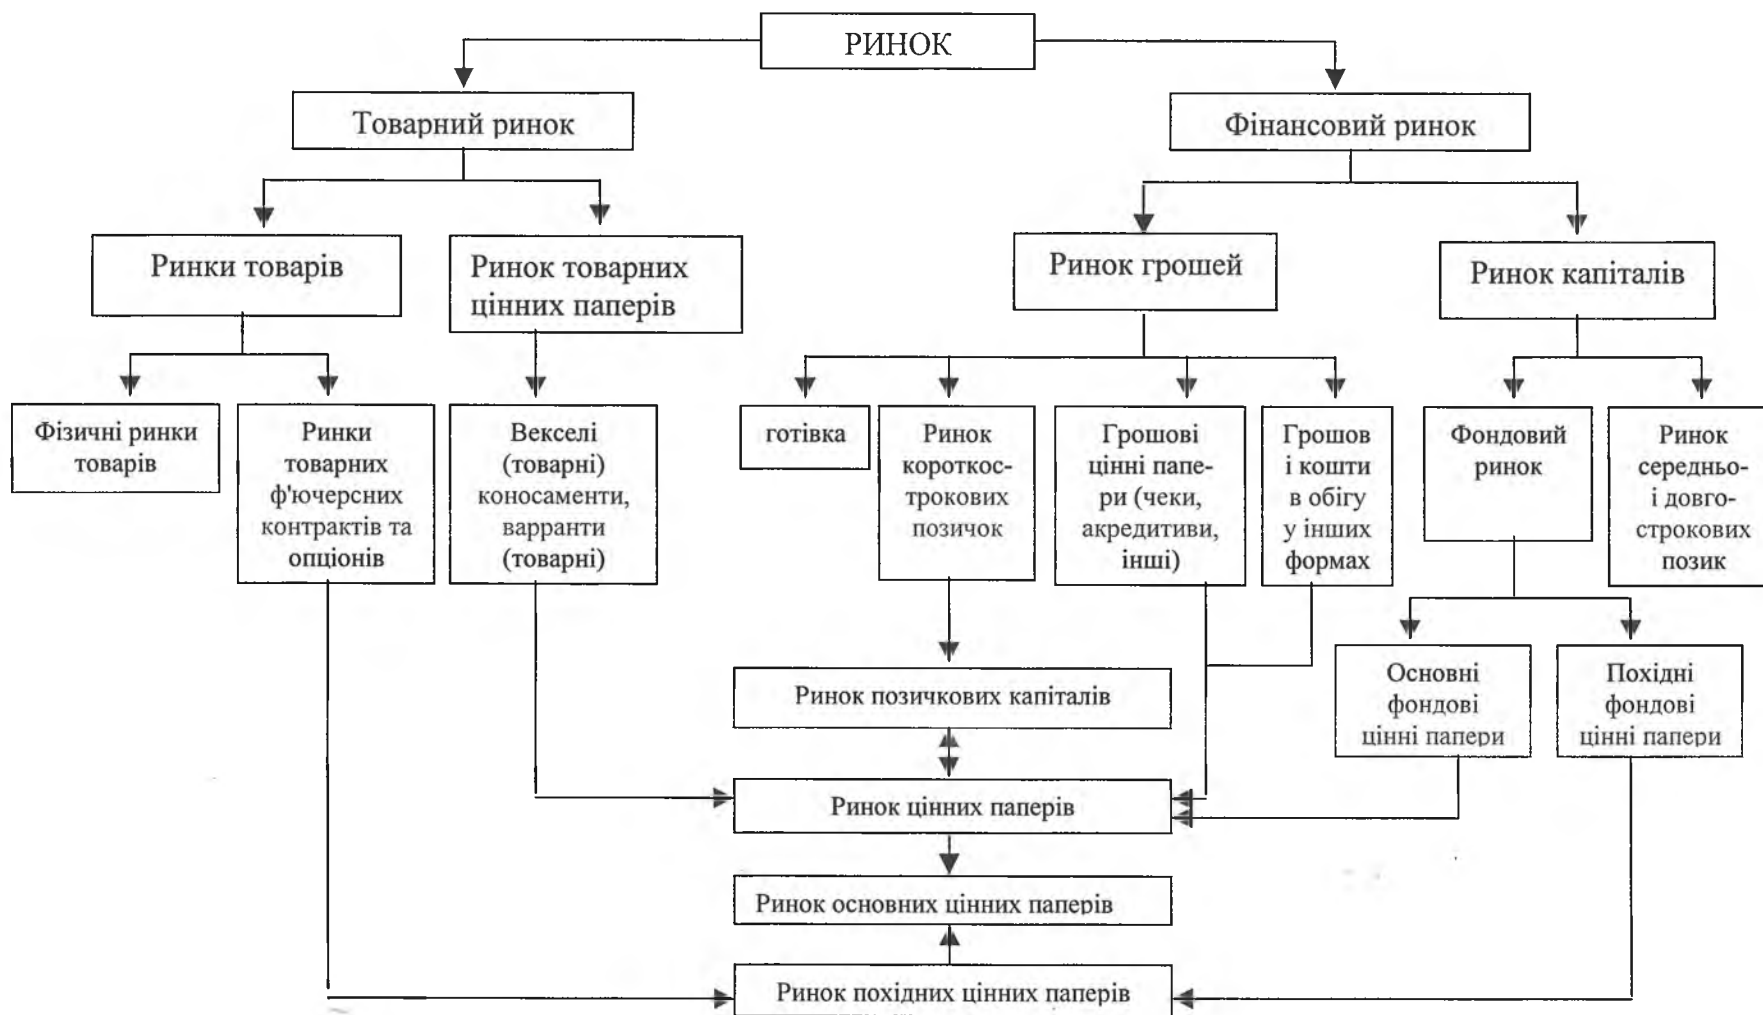 РИНОК
Товарний ринок
Фінансовий ринок
Ринки товарів
Ринок товарних
цінних паперів
Ринок грошей
Ринок капіталів
Фізичні ринки
товарів
Ринки
товарних
ф'ючерсних
контрактів та
опціонів
Векселі
(товарні)
коносаменти,
варранти
(товарні)
готівка
Ринок
короткос-
трокових
позичок
Грошові
цінні папе-
ри (чеки,
акредитиви,
інші)
Грошов
і кошти
в обігу
у інших
формах
Фондовий
ринок
Ринок
середньо-
і довго-
строкових
позик
Ринок позичкових капіталів
Основні
фондові
цінні папери
Похідні
фондові
цінні папери
Ринок цінних паперів
Ринок основних цінних паперів
Ринок похідних цінних паперів